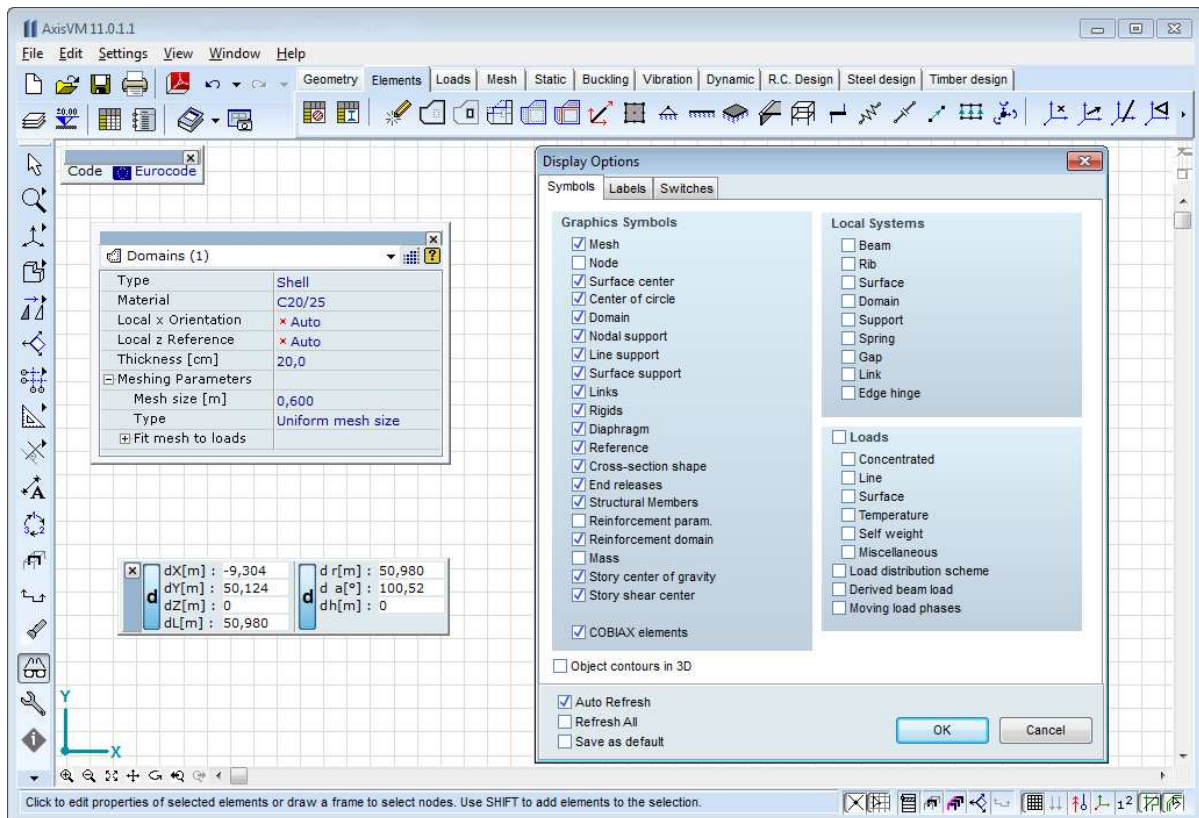 AxisVM 11.0.1.1
File Edit Settings View Window Help
Geometry Elements Loads Mesh Static Buckling Vibration Dynamic R.C. Design Steel design Timber design
Code Eurocode
Domains (1)
Type Shell
Material C20/25
Local x Orientation × Auto
Local z Reference × Auto
Thickness [cm] 20,0
Meshing Parameters
Mesh size [m] 0,600
Type Uniform mesh size
Fit mesh to loads
d
dX[m] : -9,304
dY[m] : 50,124
dZ[m] : 0
dL[m] : 50,980
d
d r[m] : 50,980
d a[°] : 100,52
dh[m] : 0
Y
X
Display Options
Symbols Labels Switches
Graphics Symbols
Mesh
Node
Surface center
Center of circle
Domain
Nodal support
Line support
Surface support
Links
Rigids
Diaphragm
Reference
Cross-section shape
End releases
Structural Members
Reinforcement param.
Reinforcement domain
Mass
Story center of gravity
Story shear center
COBIAX elements
Object contours in 3D
Local Systems
Beam
Rib
Surface
Domain
Support
Spring
Gap
Link
Edge hinge
Loads
Concentrated
Line
Surface
Temperature
Self weight
Miscellaneous
Load distribution scheme
Derived beam load
Moving load phases
Auto Refresh
Refresh All
Save as default
OK Cancel
Click to edit properties of selected elements or draw a frame to select nodes. Use SHIFT to add elements to the selection.